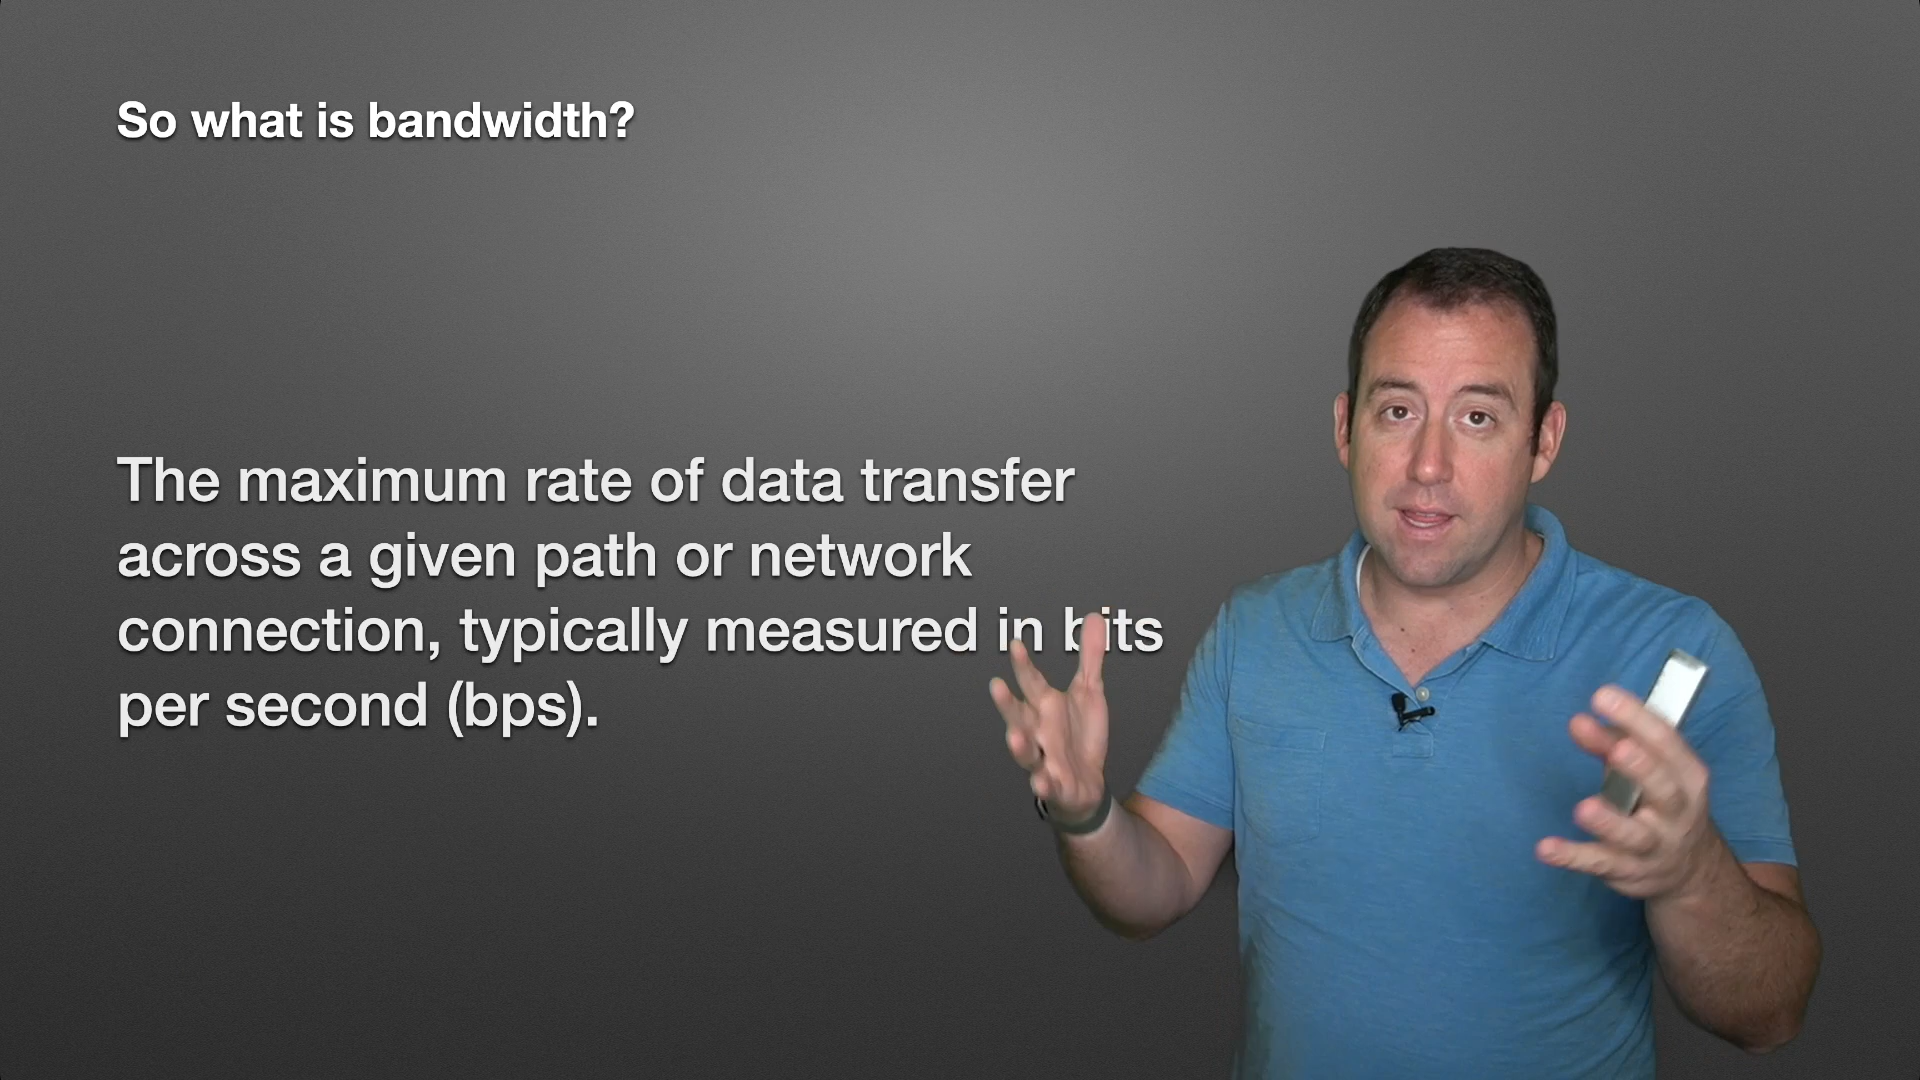 So what is bandwidth?
The maximum rate of data transfer
across a given path or network
connection, typically measured in bits
per second (bps).